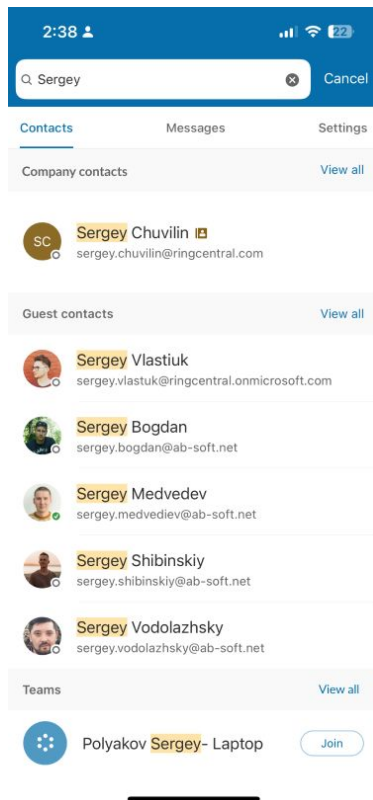 2:38
22
Sergey
Cancel
Contacts Messages Settings
Company contacts View all
SC
Sergey Chuvilin
sergey.chuvilin@ringcentral.com
Guest contacts View all
Sergey Vlastiuk
sergey.vlastuk@ringcentral.onmicrosoft.com
Sergey Bogdan
sergey.bogdan@ab-soft.net
Sergey Medvedev
sergey.medvediev@ab-soft.net
Sergey Shibinskiy
sergey.shibinskiy@ab-soft.net
Sergey Vodolazhsky
sergey.vodolazhsky@ab-soft.net
Teams View all
Polyakov Sergey- Laptop Join